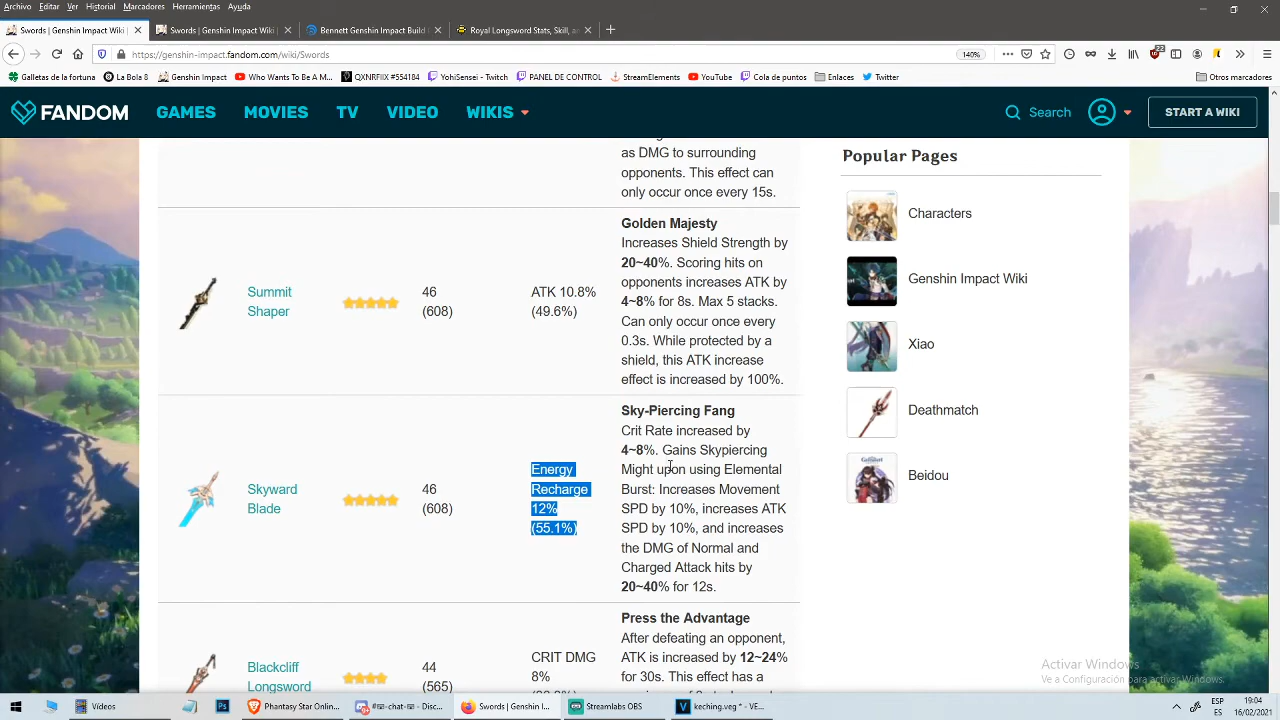 Archivo Editar Ver Historial Marcadores Herramientas Ayuda
Swords | Genshin Impact Wiki
Swords | Genshin Impact Wiki
Bennett Genshin Impact Build
Royal Longsword Stats, Skill, an
https://genshin-impact.fandom.com/wiki/Swords
140%
22
Galletas de la fortuna
La Bola 8
Genshin Impact
Who Wants To Be A M...
QXNRFIIX #554184
YohiSensei - Twitch
PANEL DE CONTROL
StreamElements
YouTube
Cola de puntos
Enlaces
Twitter
Otros marcadores
FANDOM
GAMES
MOVIES
TV
VIDEO
WIKIS
Search
START A WIKI
as DMG to surrounding
opponents. This effect can
only occur once every 15s.
Summit
Shaper
46
(608)
ATK 10.8%
(49.6%)
Golden Majesty
Increases Shield Strength by
20~40%. Scoring hits on
opponents increases ATK by
4~8% for 8s. Max 5 stacks.
Can only occur once every
0.3s. While protected by a
shield, this ATK increase
effect is increased by 100%.
Skyward
Blade
46
(608)
Energy
Recharge
12%
(55.1%)
Sky-Piercing Fang
Crit Rate increased by
4~8%. Gains Skypiercing
Might upon using Elemental
Burst: Increases Movement
SPD by 10%, increases ATK
SPD by 10%, and increases
the DMG of Normal and
Charged Attack hits by
20~40% for 12s.
Blackcliff
Longsword
44
(565)
CRIT DMG
8%
Press the Advantage
After defeating an opponent,
ATK is increased by 12~24%
for 30s. This effect has a
Popular Pages
Characters
Genshin Impact Wiki
Xiao
Deathmatch
Beidou
Activar Windows
Ve a Configuración para activar Windows.
Vídeos
Phantasy Star Onlin...
chat - Disc...
Swords | Genshin I...
Streamlabs OBS
keching.veg * - VE...
ESP
ES
19:04
16/02/2021